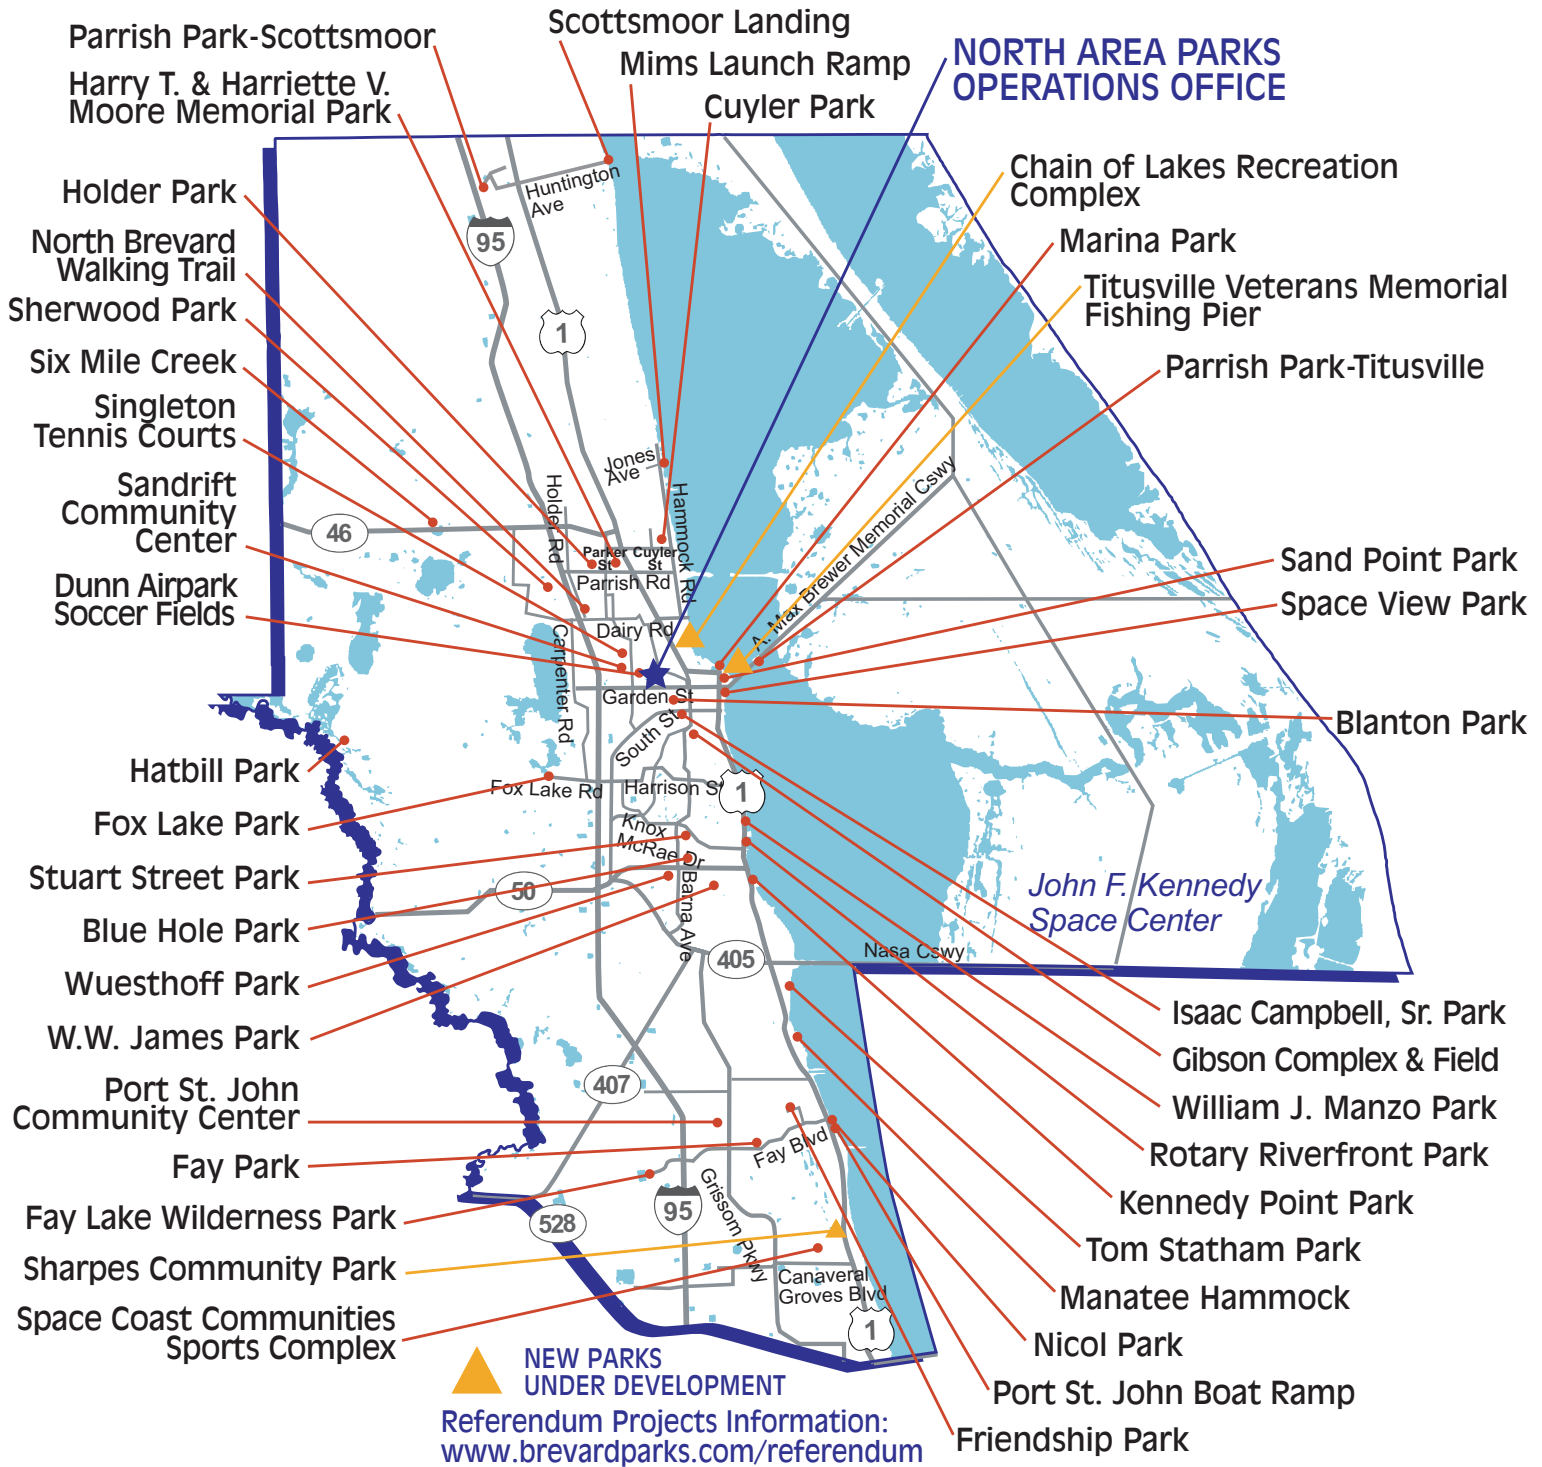 Scottsmoor Landing
Parrish Park-Scottsmoor
Mims Launch Ramp
Harry T. & Harriette V.
Moore Memorial Park
Cuyler Park
NORTH AREA PARKS
OPERATIONS OFFICE
Holder Park
North Brevard
Walking Trail
Sherwood Park
Six Mile Creek
Singleton
Tennis Courts
Sandrift
Community
Center
Dunn Airpark
Soccer Fields
Chain of Lakes Recreation
Complex
Marina Park
Titusville Veterans Memorial
Fishing Pier
Parrish Park-Titusville
Sand Point Park
Space View Park
Blanton Park
Huntington
Ave
95
1
Jones
Ave
46
Holder Rd
Hammock Rd
Parker
St
Cuyler
St
Parrish Rd
Dairy Rd
A. Max Brewer Memorial Cswy
Carpenter Rd
Garden St
South St
Fox Lake Rd
Harrison St
1
Knox
McRae Dr
50
Barna Ave
405
Nasa Cswy
John F. Kennedy
Space Center
407
Fay Blvd
Grissom Pkwy
95
528
Canaveral
Groves Blvd
1
Hatbill Park
Fox Lake Park
Stuart Street Park
Blue Hole Park
Wuesthoff Park
W.W. James Park
Port St. John
Community Center
Fay Park
Fay Lake Wilderness Park
Sharpes Community Park
Space Coast Communities
Sports Complex
Isaac Campbell, Sr. Park
Gibson Complex & Field
William J. Manzo Park
Rotary Riverfront Park
Kennedy Point Park
Tom Statham Park
Manatee Hammock
Nicol Park
Port St. John Boat Ramp
Friendship Park
NEW PARKS
UNDER DEVELOPMENT
Referendum Projects Information:
www.brevardparks.com/referendum